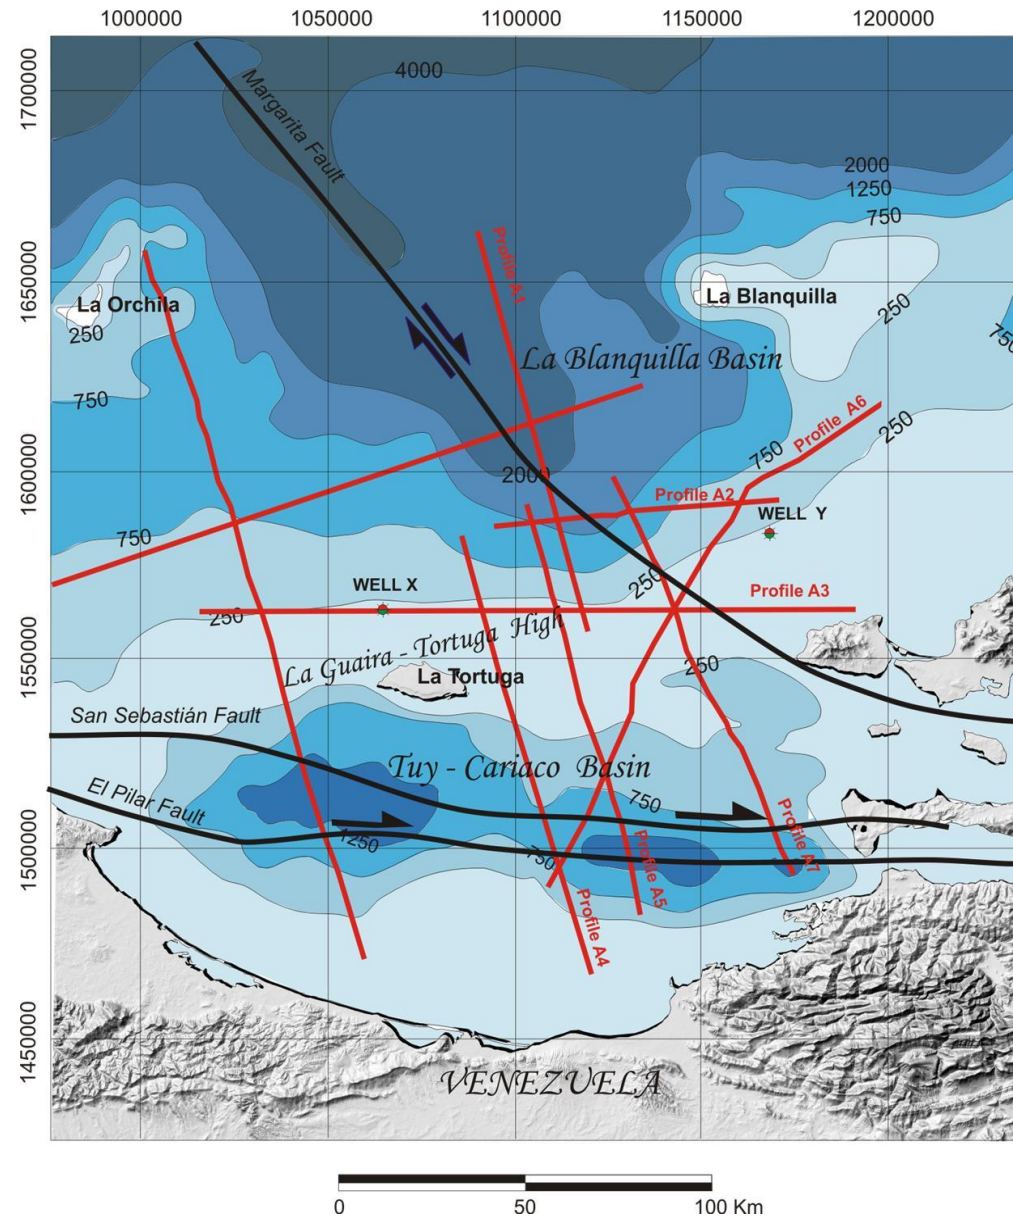 1000000 1050000 1100000 1150000 1200000
1700000
1650000
1600000
1550000
1500000
1450000
4000
Margarita Fault
2000
1250
750
Profile A1
La Orchila
250
750
La Blanquilla
250
750
La Blanquilla Basin
Profile A6
250
750
2000
Profile A2
WELL Y
750
WELL X
250
Profile A3
250
La Guaira - Tortuga High
La Tortuga
250
San Sebastián Fault
Tuy - Cariaco Basin
El Pilar Fault
750
1250
750
Profile A7
Profile A5
Profile A4
VENEZUELA
0 50 100 Km